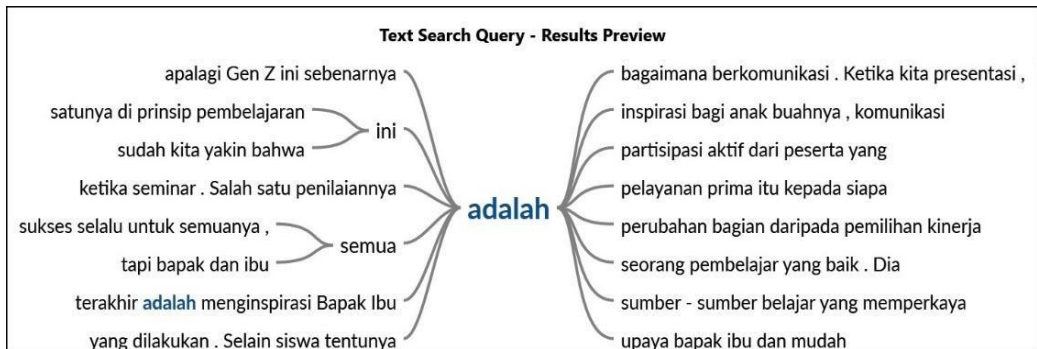 Text Search Query - Results Preview
apalagi Gen Z ini sebenarnya
satunya di prinsip pembelajaran
ini
sudah kita yakin bahwa
ketika seminar . Salah satu penilaiannya
sukses selalu untuk semuanya ,
semua
tapi bapak dan ibu
terakhir adalah menginspirasi Bapak Ibu
yang dilakukan . Selain siswa tentunya
adalah
bagaimana berkomunikasi . Ketika kita presentasi ,
inspirasi bagi anak buahnya , komunikasi
partisipasi aktif dari peserta yang
pelayanan prima itu kepada siapa
perubahan bagian daripada pemilihan kinerja
seorang pembelajar yang baik . Dia
sumber - sumber belajar yang memperkaya
upaya bapak ibu dan mudah